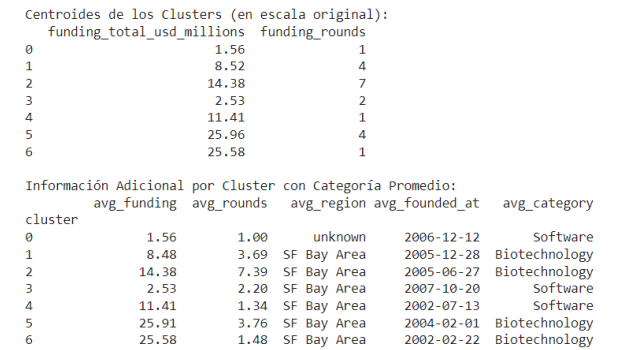 Centroides de los Clusters (en escala original):
funding_total_usd_millions funding_rounds
0 1.56 1
1 8.52 4
2 14.38 7
3 2.53 2
4 11.41 1
5 25.96 4
6 25.58 1
Información Adicional por Cluster con Categoría Promedio:
avg_funding avg_rounds avg_region avg_founded_at avg_category
cluster
0 1.56 1.00 unknown 2006-12-12 Software
1 8.48 3.69 SF Bay Area 2005-12-28 Biotechnology
2 14.38 7.39 SF Bay Area 2005-06-27 Biotechnology
3 2.53 2.20 SF Bay Area 2007-10-20 Software
4 11.41 1.34 SF Bay Area 2002-07-13 Software
5 25.91 3.76 SF Bay Area 2004-02-01 Biotechnology
6 25.58 1.48 SF Bay Area 2002-02-22 Biotechnology